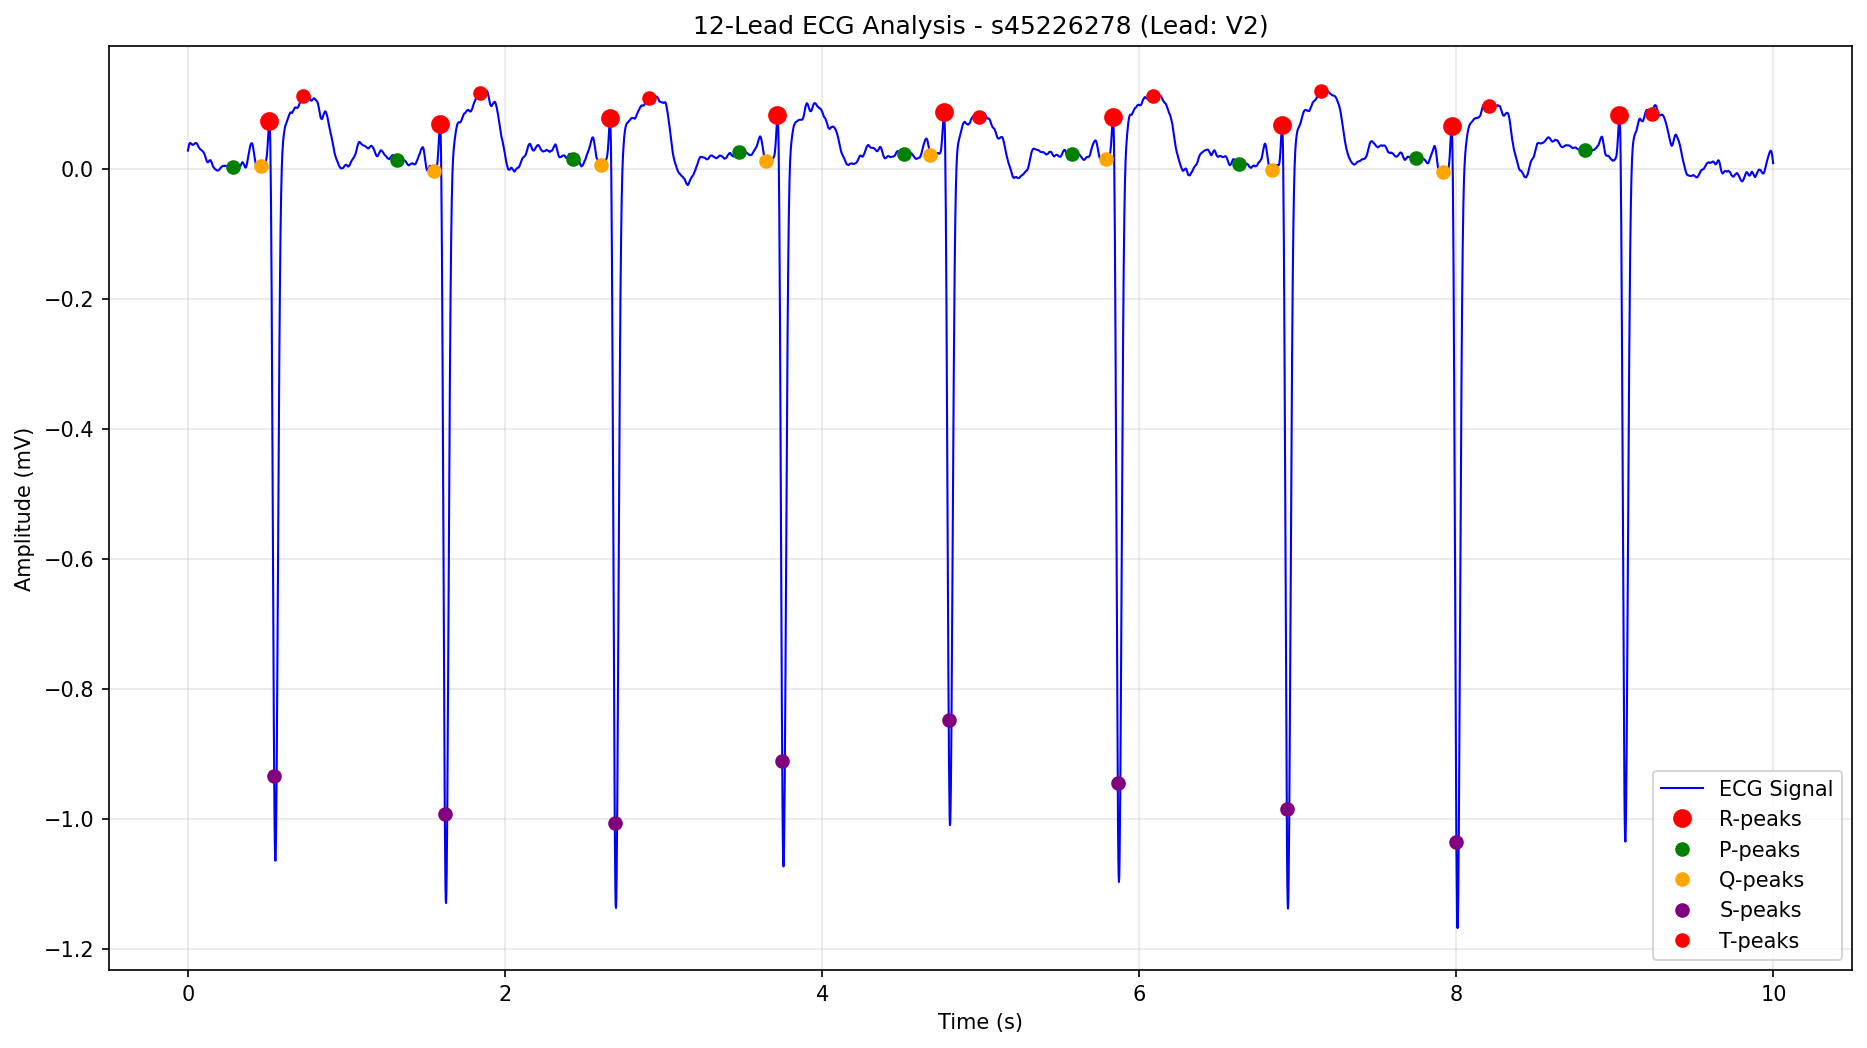 12-Lead ECG Analysis - s45226278 (Lead: V2)
0.0
−0.2
−0.4
−0.6
−0.8
−1.0
−1.2
Amplitude (mV)
0 2 4 6 8 10
Time (s)
ECG Signal
R-peaks
P-peaks
Q-peaks
S-peaks
T-peaks